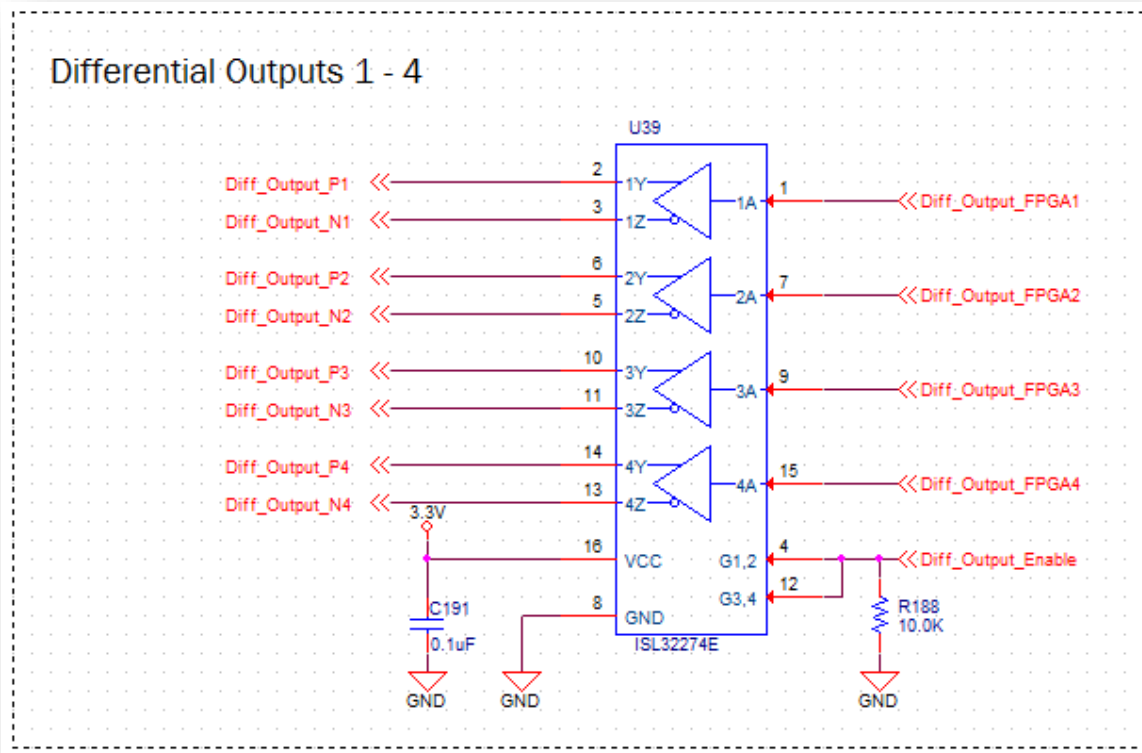 Differential Outputs 1 - 4
U39
Diff_Output_P1 2 1Y 1A 1 Diff_Output_FPGA1
Diff_Output_N1 3 1Z
Diff_Output_P2 6 2Y 2A 7 Diff_Output_FPGA2
Diff_Output_N2 5 2Z
Diff_Output_P3 10 3Y 3A 9 Diff_Output_FPGA3
Diff_Output_N3 11 3Z
Diff_Output_P4 14 4Y 4A 15 Diff_Output_FPGA4
Diff_Output_N4 13 4Z
3.3V
16 VCC G1,2 4 Diff_Output_Enable
G3,4 12
C191 8 GND R188
0.1uF ISL32274E 10.0K
GND GND GND